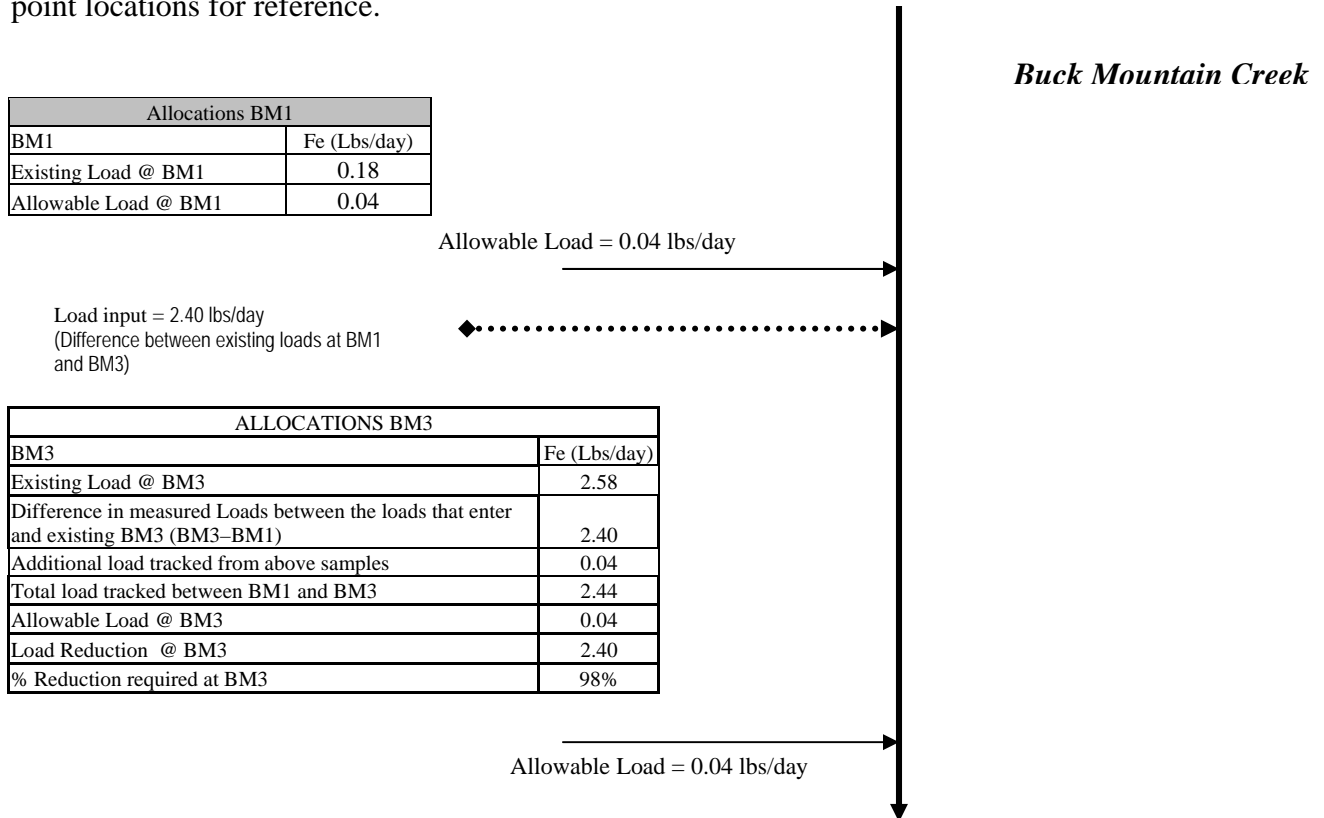 point locations for reference.
Buck Mountain Creek
Allocations BM1
BM1 Fe (Lbs/day)
Existing Load @ BM1 0.18
Allowable Load @ BM1 0.04
Allowable Load = 0.04 lbs/day
Load input = 2.40 lbs/day
(Difference between existing loads at BM1
and BM3)
ALLOCATIONS BM3
BM3 Fe (Lbs/day)
Existing Load @ BM3 2.58
Difference in measured Loads between the loads that enter
and existing BM3 (BM3–BM1) 2.40
Additional load tracked from above samples 0.04
Total load tracked between BM1 and BM3 2.44
Allowable Load @ BM3 0.04
Load Reduction @ BM3 2.40
% Reduction required at BM3 98%
Allowable Load = 0.04 lbs/day